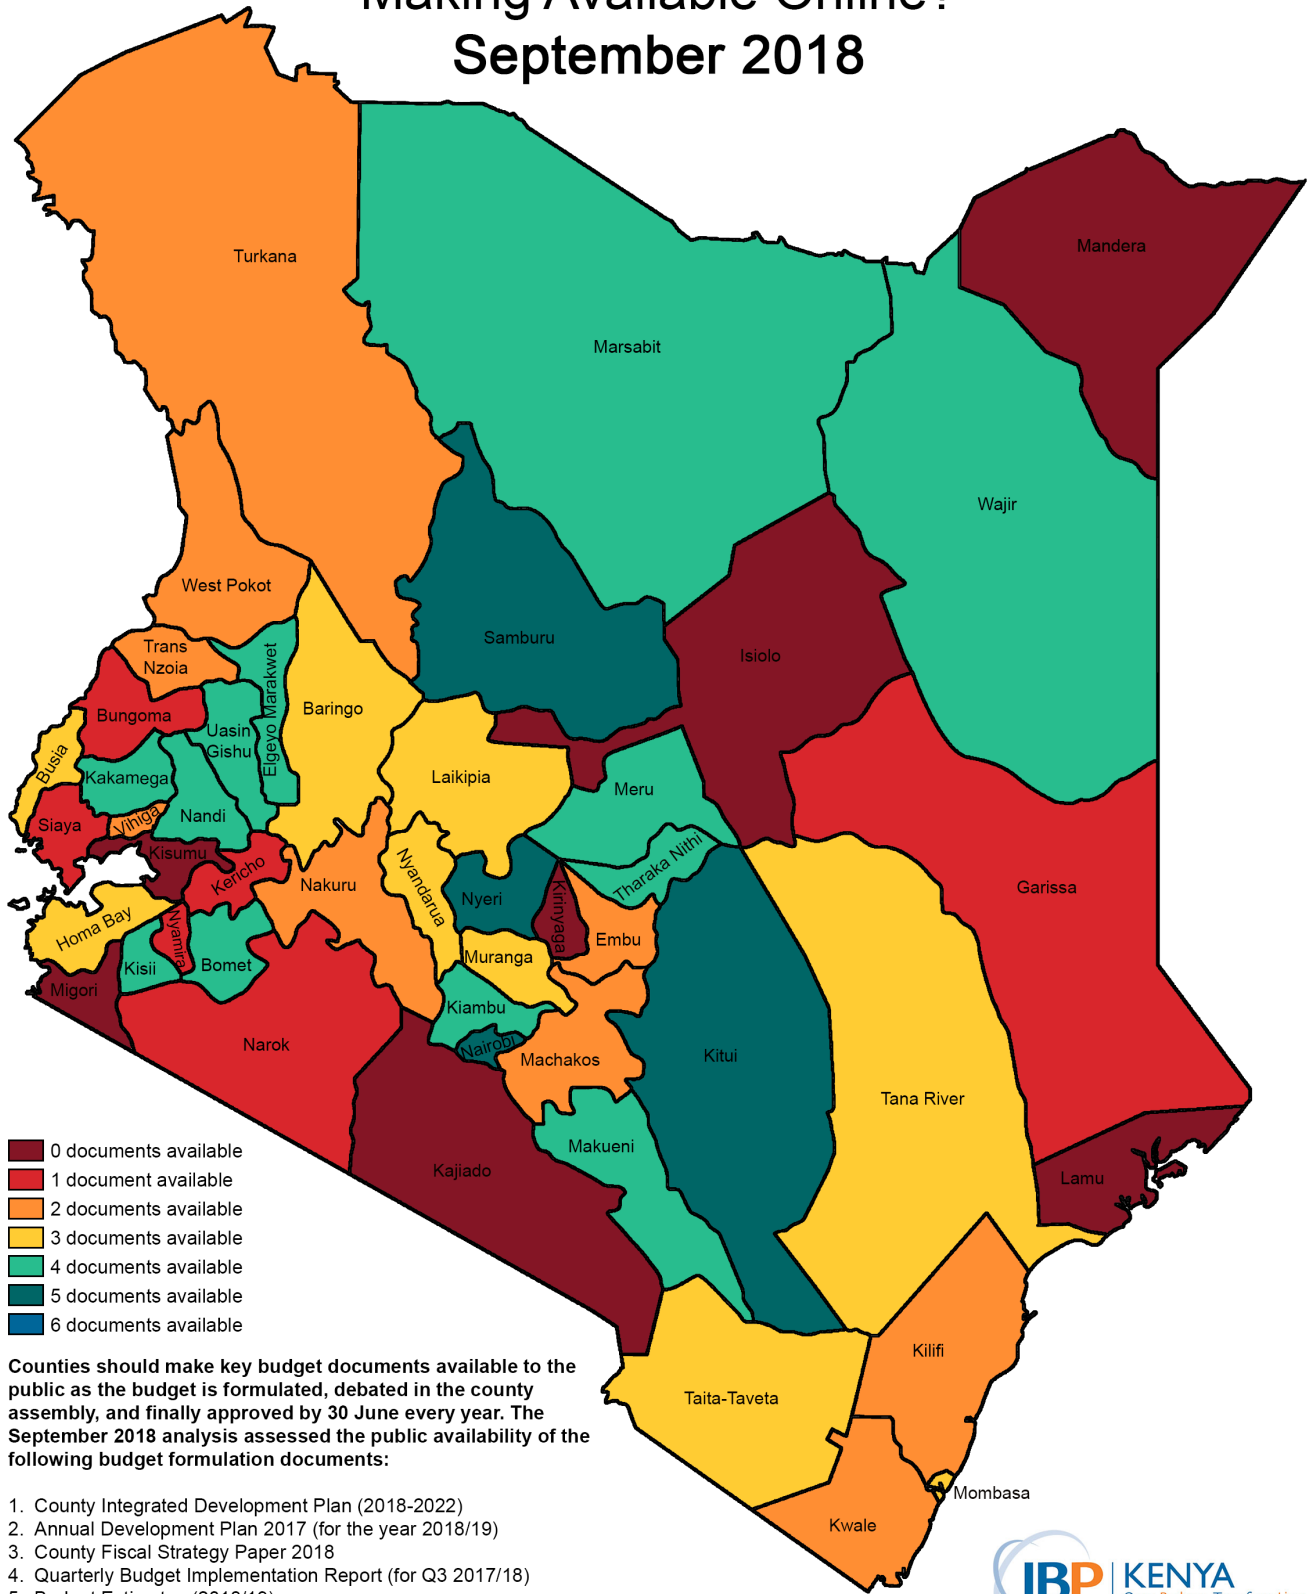 Making Available Online?
September 2018
Turkana
Mandera
Marsabit
Wajir
West Pokot
Samburu
Trans
Nzoia
Isiolo
Elgeyo Marakwet
Baringo
Bungoma
Uasin
Gishu
Busia
Kakamega
Laikipia
Meru
Nandi
Vihiga
Siaya
Kisumu
Tharaka Nithi
Kericho
Nakuru
Nyandarua
Nyeri
Kirinyaga
Garissa
Homa Bay
Nyamira
Embu
Muranga
Kisii
Bomet
Migori
Kiambu
Narok
Nairobi
Machakos
Kitui
Tana River
Makueni
Kajiado
Lamu
0 documents available
1 document available
2 documents available
3 documents available
4 documents available
5 documents available
6 documents available
Kilifi
Taita-Taveta
Mombasa
Kwale
Counties should make key budget documents available to the
public as the budget is formulated, debated in the county
assembly, and finally approved by 30 June every year. The
September 2018 analysis assessed the public availability of the
following budget formulation documents:
1. County Integrated Development Plan (2018-2022)
2. Annual Development Plan 2017 (for the year 2018/19)
3. County Fiscal Strategy Paper 2018
4. Quarterly Budget Implementation Report (for Q3 2017/18)
5. Budget Estimates (2018/19)
IBP KENYA